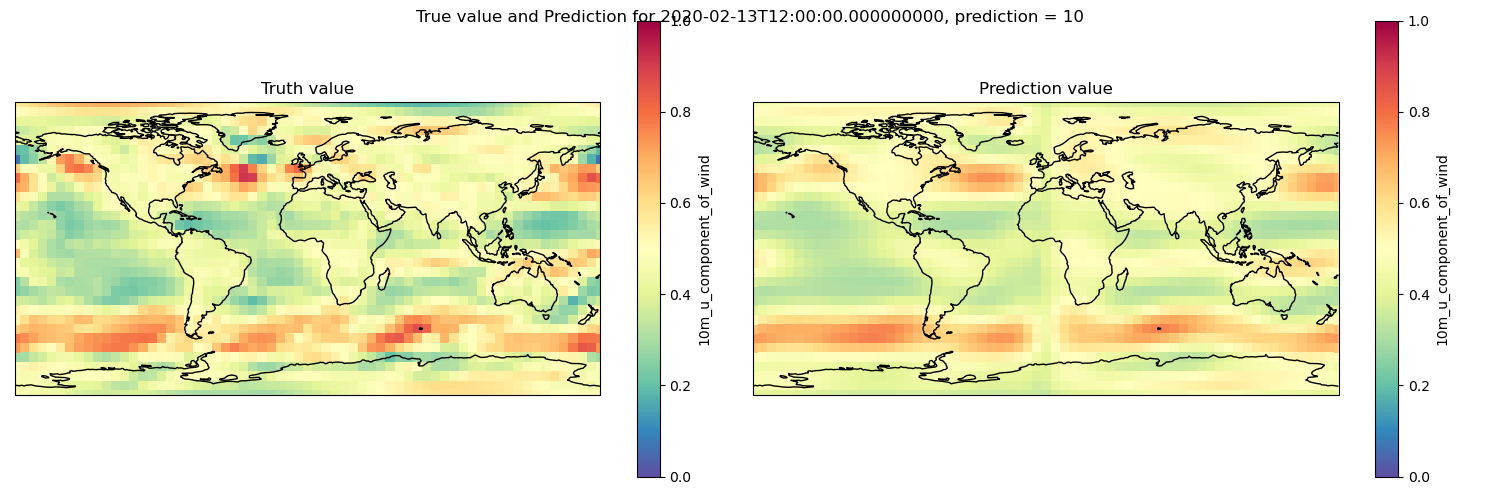 True value and Prediction for 2020-02-13T12:00:00.000000000, prediction = 10
Truth value
1.0
0.8
0.6
0.4
0.2
0.0
10m_u_component_of_wind
Prediction value
1.0
0.8
0.6
0.4
0.2
0.0
10m_u_component_of_wind